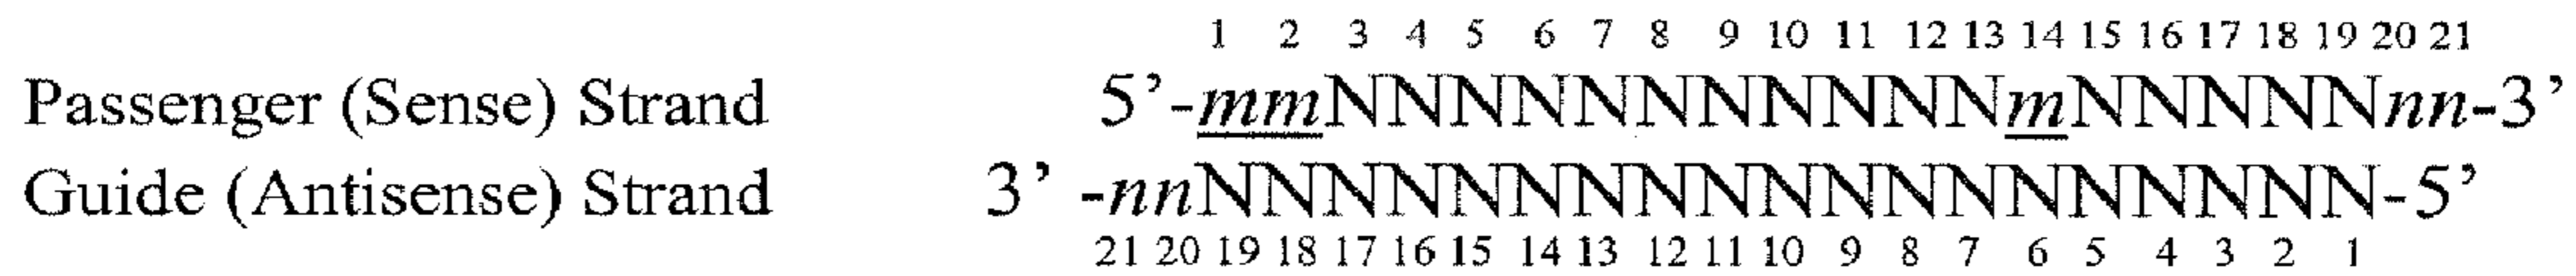 1 2 3 4 5 6 7 8 9 10 11 12 13 14 15 16 17 18 19 20 21
Passenger (Sense) Strand 5’-mmNNNNNNNNNNNmNNNNNnn-3’
Guide (Antisense) Strand 3’ -nnNNNNNNNNNNNNNNNNNNN-5’
21 20 19 18 17 16 15 14 13 12 11 10 9 8 7 6 5 4 3 2 1